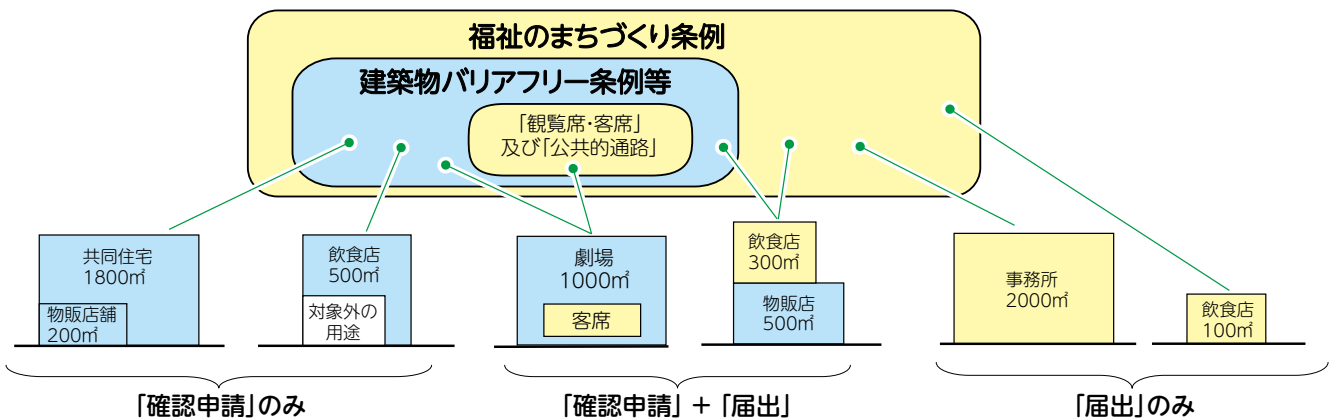 福祉のまちづくり条例
建築物バリアフリー条例等
「観覧席・客席」
及び「公共的通路」
共同住宅
1800㎡
物販店舗
200㎡
飲食店
500㎡
対象外の
用途
劇場
1000㎡
客席
飲食店
300㎡
物販店
500㎡
事務所
2000㎡
飲食店
100㎡
「確認申請」のみ
「確認申請」+「届出」
「届出」のみ